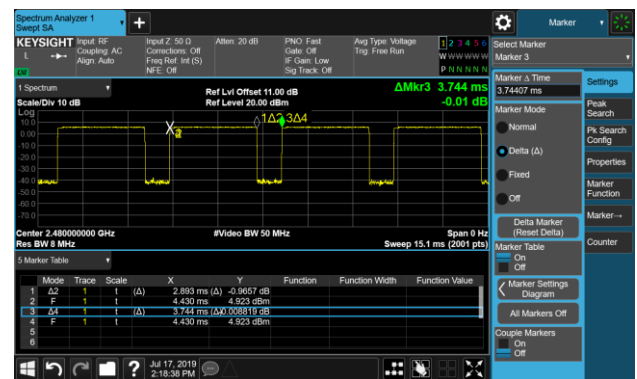 Spectrum Analyzer 1
Swept SA
+
Marker
KEYSIGHT
L
Input: RF
Coupling: AC
Align: Auto
Input Z: 50 Ω
Corrections: Off
Freq Ref: Int (S)
NFE: Off
Atten: 20 dB
PNO: Fast
Gate: Off
IF Gain: Low
Sig Track: Off
Avg Type: Voltage
Trig: Free Run
1 2 3 4 5 6
W W W W W W
P N N N N N
Select Marker
Marker 3
1 Spectrum
Scale/Div 10 dB
Ref Lvl Offset 11.00 dB
Ref Level 20.00 dBm
ΔMkr3 3.744 ms
-0.01 dB
Log
10.0
0.00
-10.0
-20.0
-30.0
-40.0
-50.0
-60.0
-70.0
1Δ2 3Δ4
Center 2.480000000 GHz
Res BW 8 MHz
#Video BW 50 MHz
Span 0 Hz
Sweep 15.1 ms (2001 pts)
5 Marker Table
Mode Trace Scale X Y Function Function Width Function Value
1 Δ2 1 t (Δ) 2.893 ms (Δ) -0.9657 dB
2 F 1 t 4.430 ms 4.923 dBm
3 Δ4 1 t (Δ) 3.744 ms (Δ) 0.008819 dB
4 F 1 t 4.430 ms 4.923 dBm
5
6
Marker Δ Time
3.74407 ms
Marker Mode
Normal
Delta (Δ)
Fixed
Off
Delta Marker
(Reset Delta)
Marker Table
On
Off
Marker Settings
Diagram
All Markers Off
Couple Markers
On
Off
Settings
Peak
Search
Pk Search
Config
Properties
Marker
Function
Marker→
Counter
?
Jul 17, 2019
2:18:38 PM